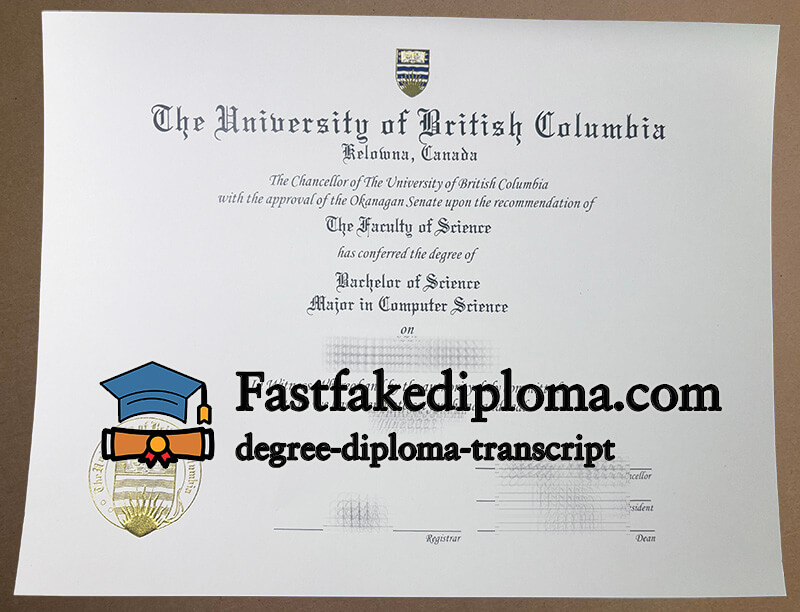 The University of British Columbia
Kelowna, Canada
The Chancellor of The University of British Columbia
with the approval of the Okanagan Senate upon the recommendation of
The Faculty of Science
has conferred the degree of
Bachelor of Science
Major in Computer Science
on
Fastfakediploma.com
degree-diploma-transcript
Registrar
Dean